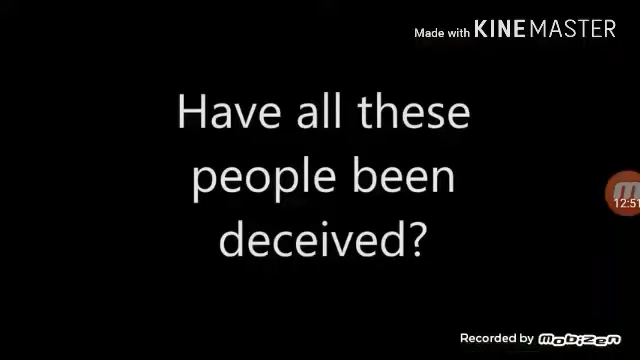 Made with KINEMASTER
Have all these
people been
deceived?
12:51
Recorded by mobizen